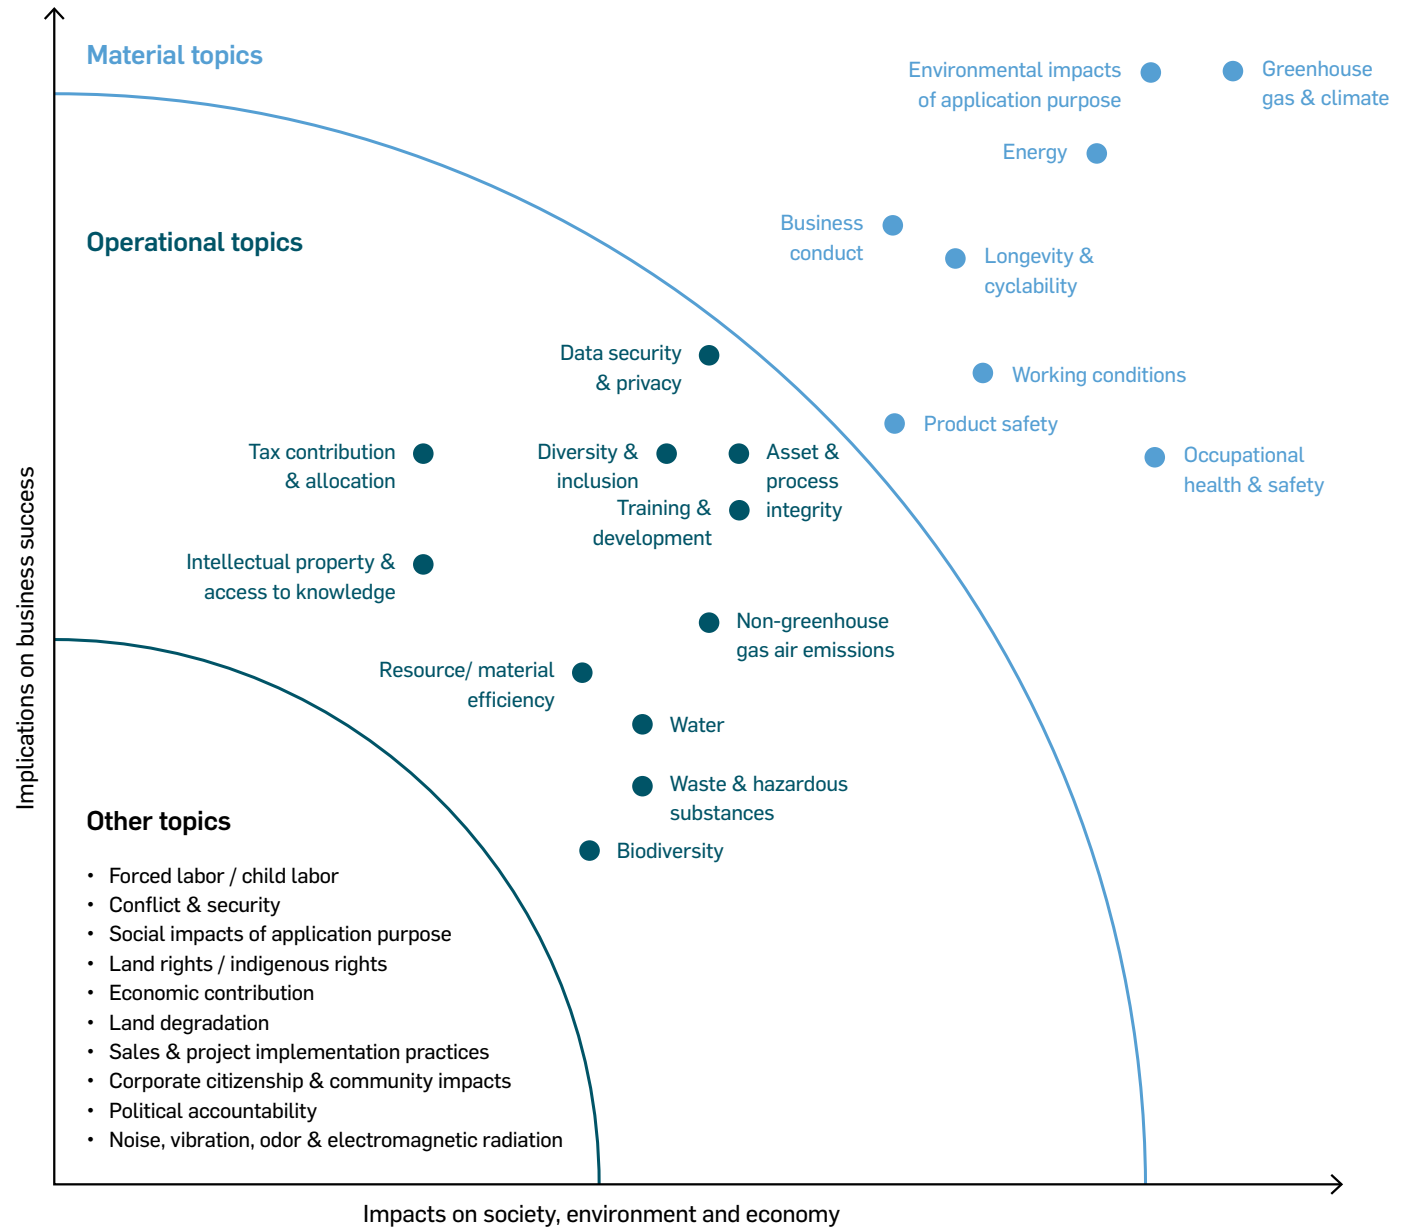 Material topics
Environmental impacts
of application purpose
Greenhouse
gas & climate
Energy
Business
conduct
Longevity &
cyclability
Operational topics
Data security
& privacy
Working conditions
Product safety
Tax contribution
& allocation
Diversity &
inclusion
Asset &
process
integrity
Occupational
health & safety
Training &
development
Intellectual property &
access to knowledge
Non-greenhouse
gas air emissions
Resource/ material
efficiency
Water
Waste & hazardous
substances
Biodiversity
Other topics
• Forced labor / child labor
• Conflict & security
• Social impacts of application purpose
• Land rights / indigenous rights
• Economic contribution
• Land degradation
• Sales & project implementation practices
• Corporate citizenship & community impacts
• Political accountability
• Noise, vibration, odor & electromagnetic radiation
Implications on business success
Impacts on society, environment and economy